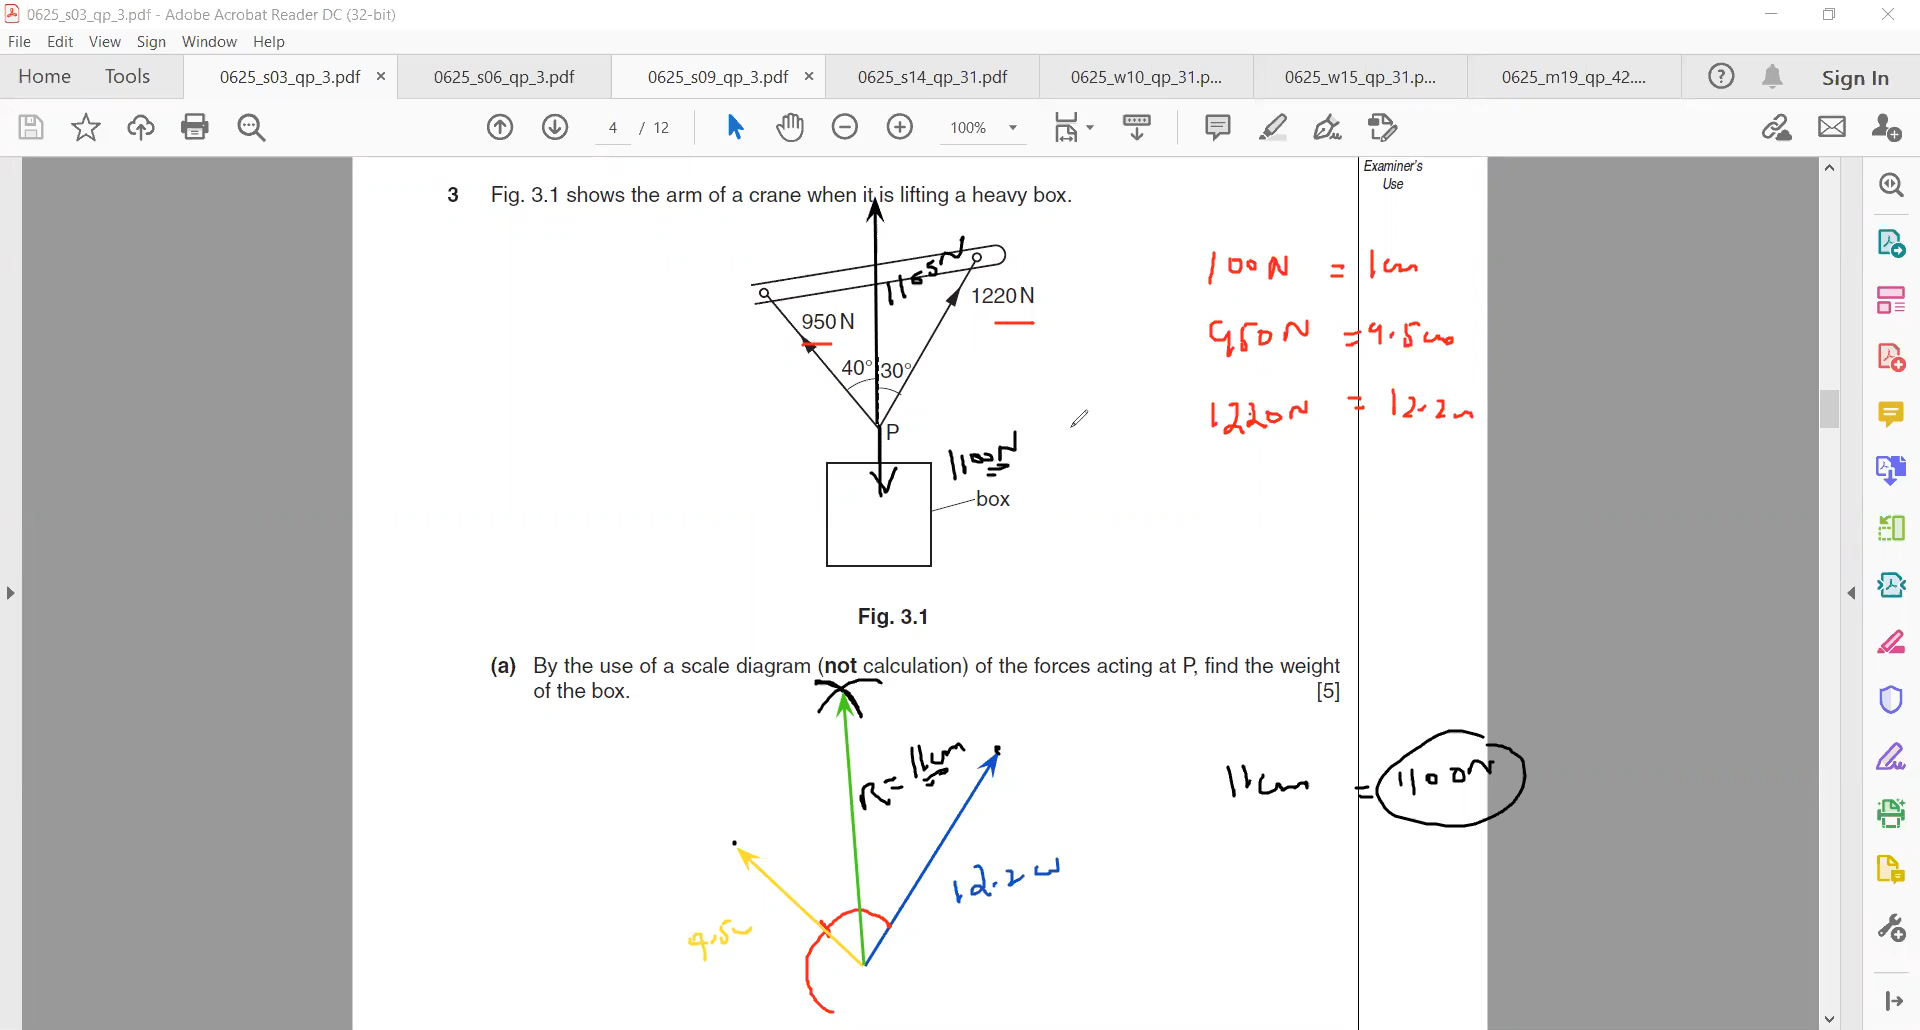 0625_s03_qp_3.pdf - Adobe Acrobat Reader DC (32-bit)
File Edit View Sign Window Help
Home Tools 0625_s03_qp_3.pdf × 0625_s06_qp_3.pdf 0625_s09_qp_3.pdf × 0625_s14_qp_31.pdf 0625_w10_qp_31.p... 0625_w15_qp_31.p... 0625_m19_qp_42.... Sign In
4 / 12 100%
Examiner's
Use
3 Fig. 3.1 shows the arm of a crane when it is lifting a heavy box.
1165N
100N = 1cm
1220 N
950 N
950N = 9.5cm
40° 30°
1220N = 12.2cm
P
1100N
box
Fig. 3.1
(a) By the use of a scale diagram (not calculation) of the forces acting at P, find the weight
of the box. [5]
R = 11cm
11cm = 1100N
12.2cm
9.5cm